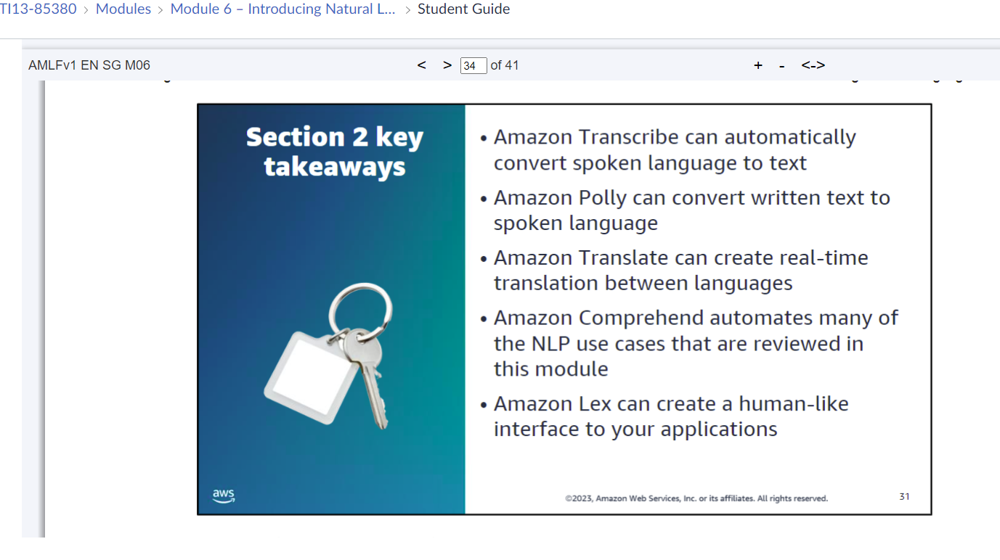 TI13-85380 > Modules > Module 6 – Introducing Natural L... > Student Guide
AMLFv1 EN SG M06 < > 34 of 41 + - <->
Section 2 key
takeaways
• Amazon Transcribe can automatically
convert spoken language to text
• Amazon Polly can convert written text to
spoken language
• Amazon Translate can create real-time
translation between languages
• Amazon Comprehend automates many of
the NLP use cases that are reviewed in
this module
• Amazon Lex can create a human-like
interface to your applications
aws
©2023, Amazon Web Services, Inc. or its affiliates. All rights reserved.
31